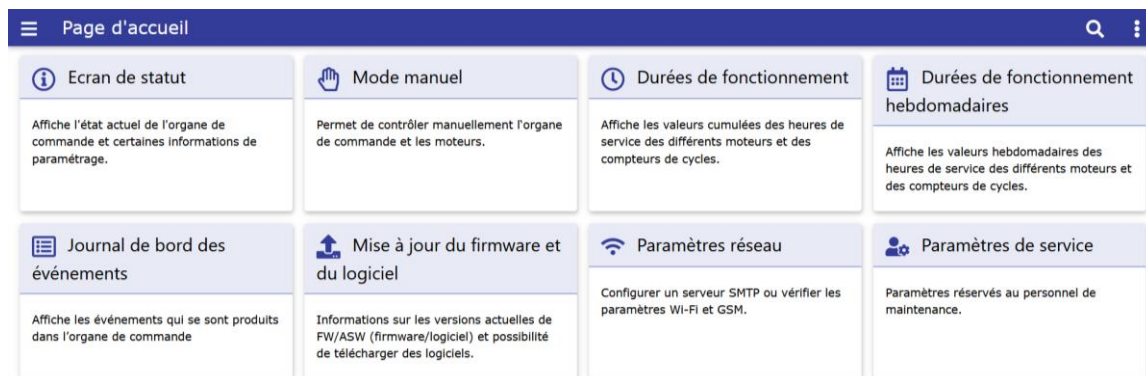 Page d'accueil
Ecran de statut
Affiche l'état actuel de l'organe de
commande et certaines informations de
paramétrage.
Mode manuel
Permet de contrôler manuellement l'organe
de commande et les moteurs.
Durées de fonctionnement
Affiche les valeurs cumulées des heures de
service des différents moteurs et des
compteurs de cycles.
Durées de fonctionnement
hebdomadaires
Affiche les valeurs hebdomadaires des
heures de service des différents moteurs et
des compteurs de cycles.
Journal de bord des
événements
Affiche les événements qui se sont produits
dans l'organe de commande
Mise à jour du firmware et
du logiciel
Informations sur les versions actuelles de
FW/ASW (firmware/logiciel) et possibilité
de télécharger des logiciels.
Paramètres réseau
Configurer un serveur SMTP ou vérifier les
paramètres Wi-Fi et GSM.
Paramètres de service
Paramètres réservés au personnel de
maintenance.